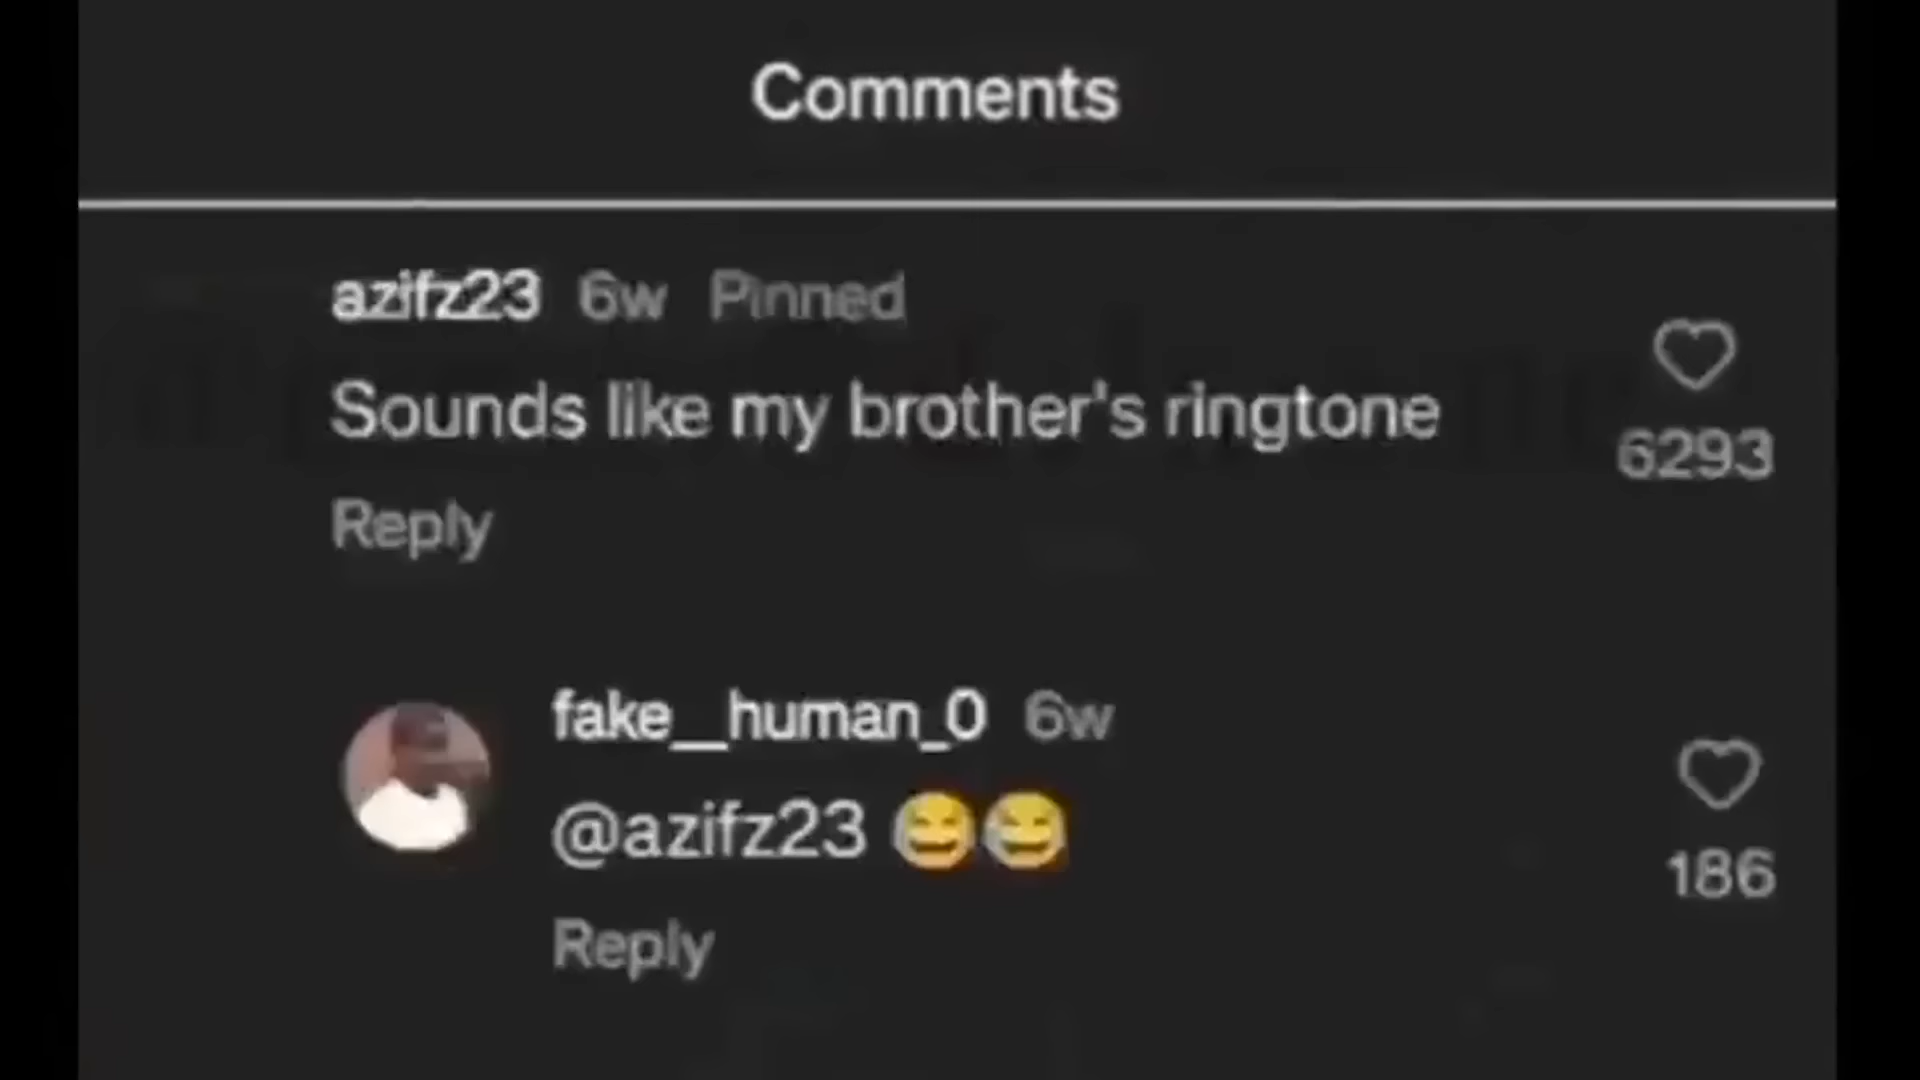 Comments
azifz23 6w Pinned
Sounds like my brother's ringtone
6293
Reply
fake__human_0 6w
@azifz23 😅😅
186
Reply